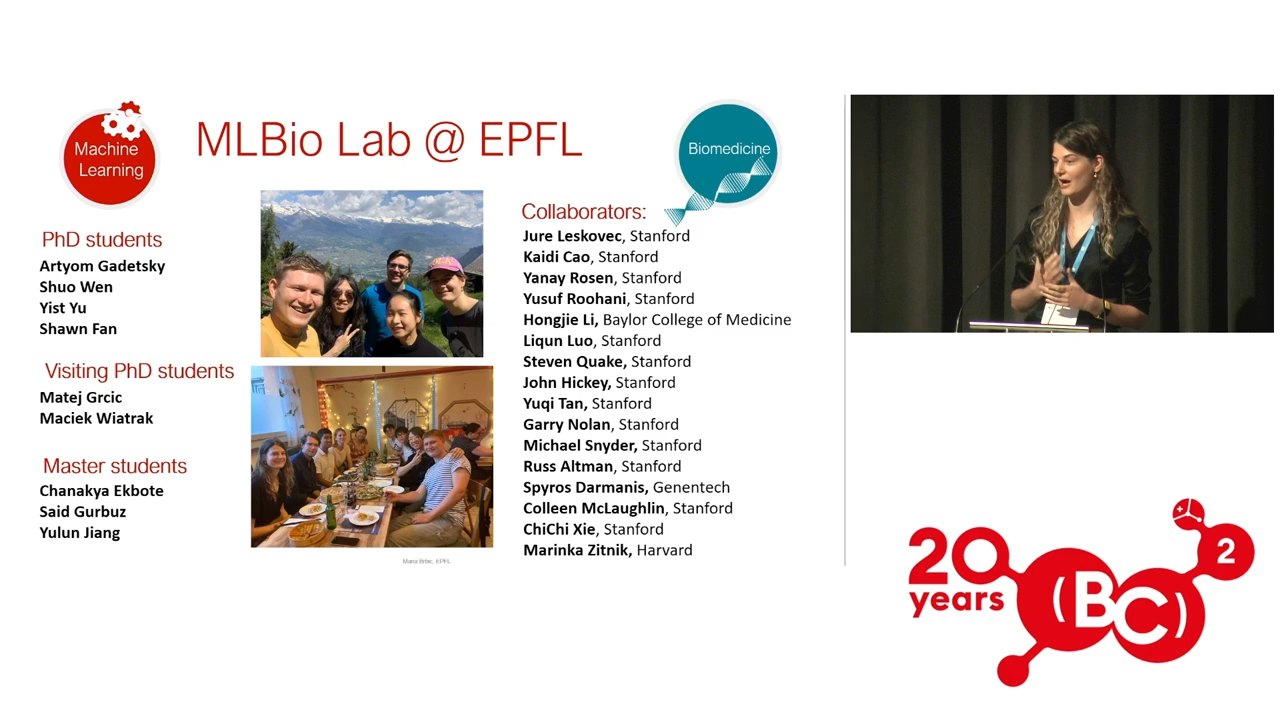 Machine
Learning
MLBio Lab @ EPFL
Biomedicine
PhD students
Artyom Gadetsky
Shuo Wen
Yist Yu
Shawn Fan
Visiting PhD students
Matej Grcic
Maciek Wiatrak
Master students
Chanakya Ekbote
Said Gurbuz
Yulun Jiang
Collaborators:
Jure Leskovec, Stanford
Kaidi Cao, Stanford
Yanay Rosen, Stanford
Yusuf Roohani, Stanford
Hongjie Li, Baylor College of Medicine
Liqun Luo, Stanford
Steven Quake, Stanford
John Hickey, Stanford
Yuqi Tan, Stanford
Garry Nolan, Stanford
Michael Snyder, Stanford
Russ Altman, Stanford
Spyros Darmanis, Genentech
Colleen McLaughlin, Stanford
ChiChi Xie, Stanford
Marinka Zitnik, Harvard
Maria Brbic, EPFL
20
years
(BC)
2